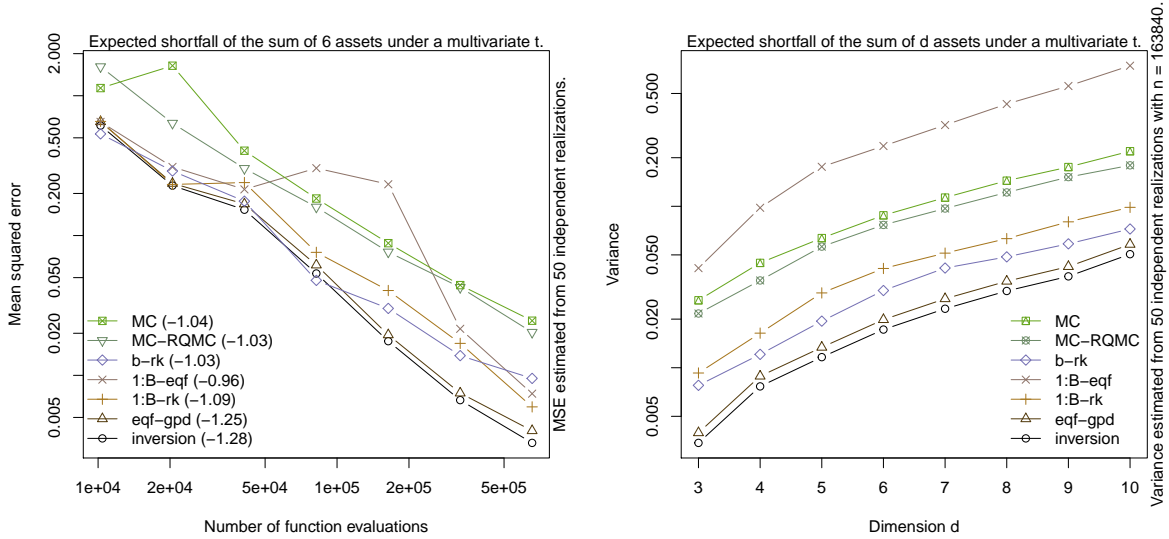 Expected shortfall of the sum of 6 assets under a multivariate t.
2.000
0.500
0.200
0.050
0.020
0.005
Mean squared error
MC (−1.04)
MC−RQMC (−1.03)
b−rk (−1.03)
1:B−eqf (−0.96)
1:B−rk (−1.09)
eqf−gpd (−1.25)
inversion (−1.28)
1e+04 2e+04 5e+04 1e+05 2e+05 5e+05
Number of function evaluations
MSE estimated from 50 independent realizations.
Expected shortfall of the sum of d assets under a multivariate t.
0.500
0.200
0.050
0.020
0.005
Variance
MC
MC−RQMC
b−rk
1:B−eqf
1:B−rk
eqf−gpd
inversion
3 4 5 6 7 8 9 10
Dimension d
Variance estimated from 50 independent realizations with n = 163840.